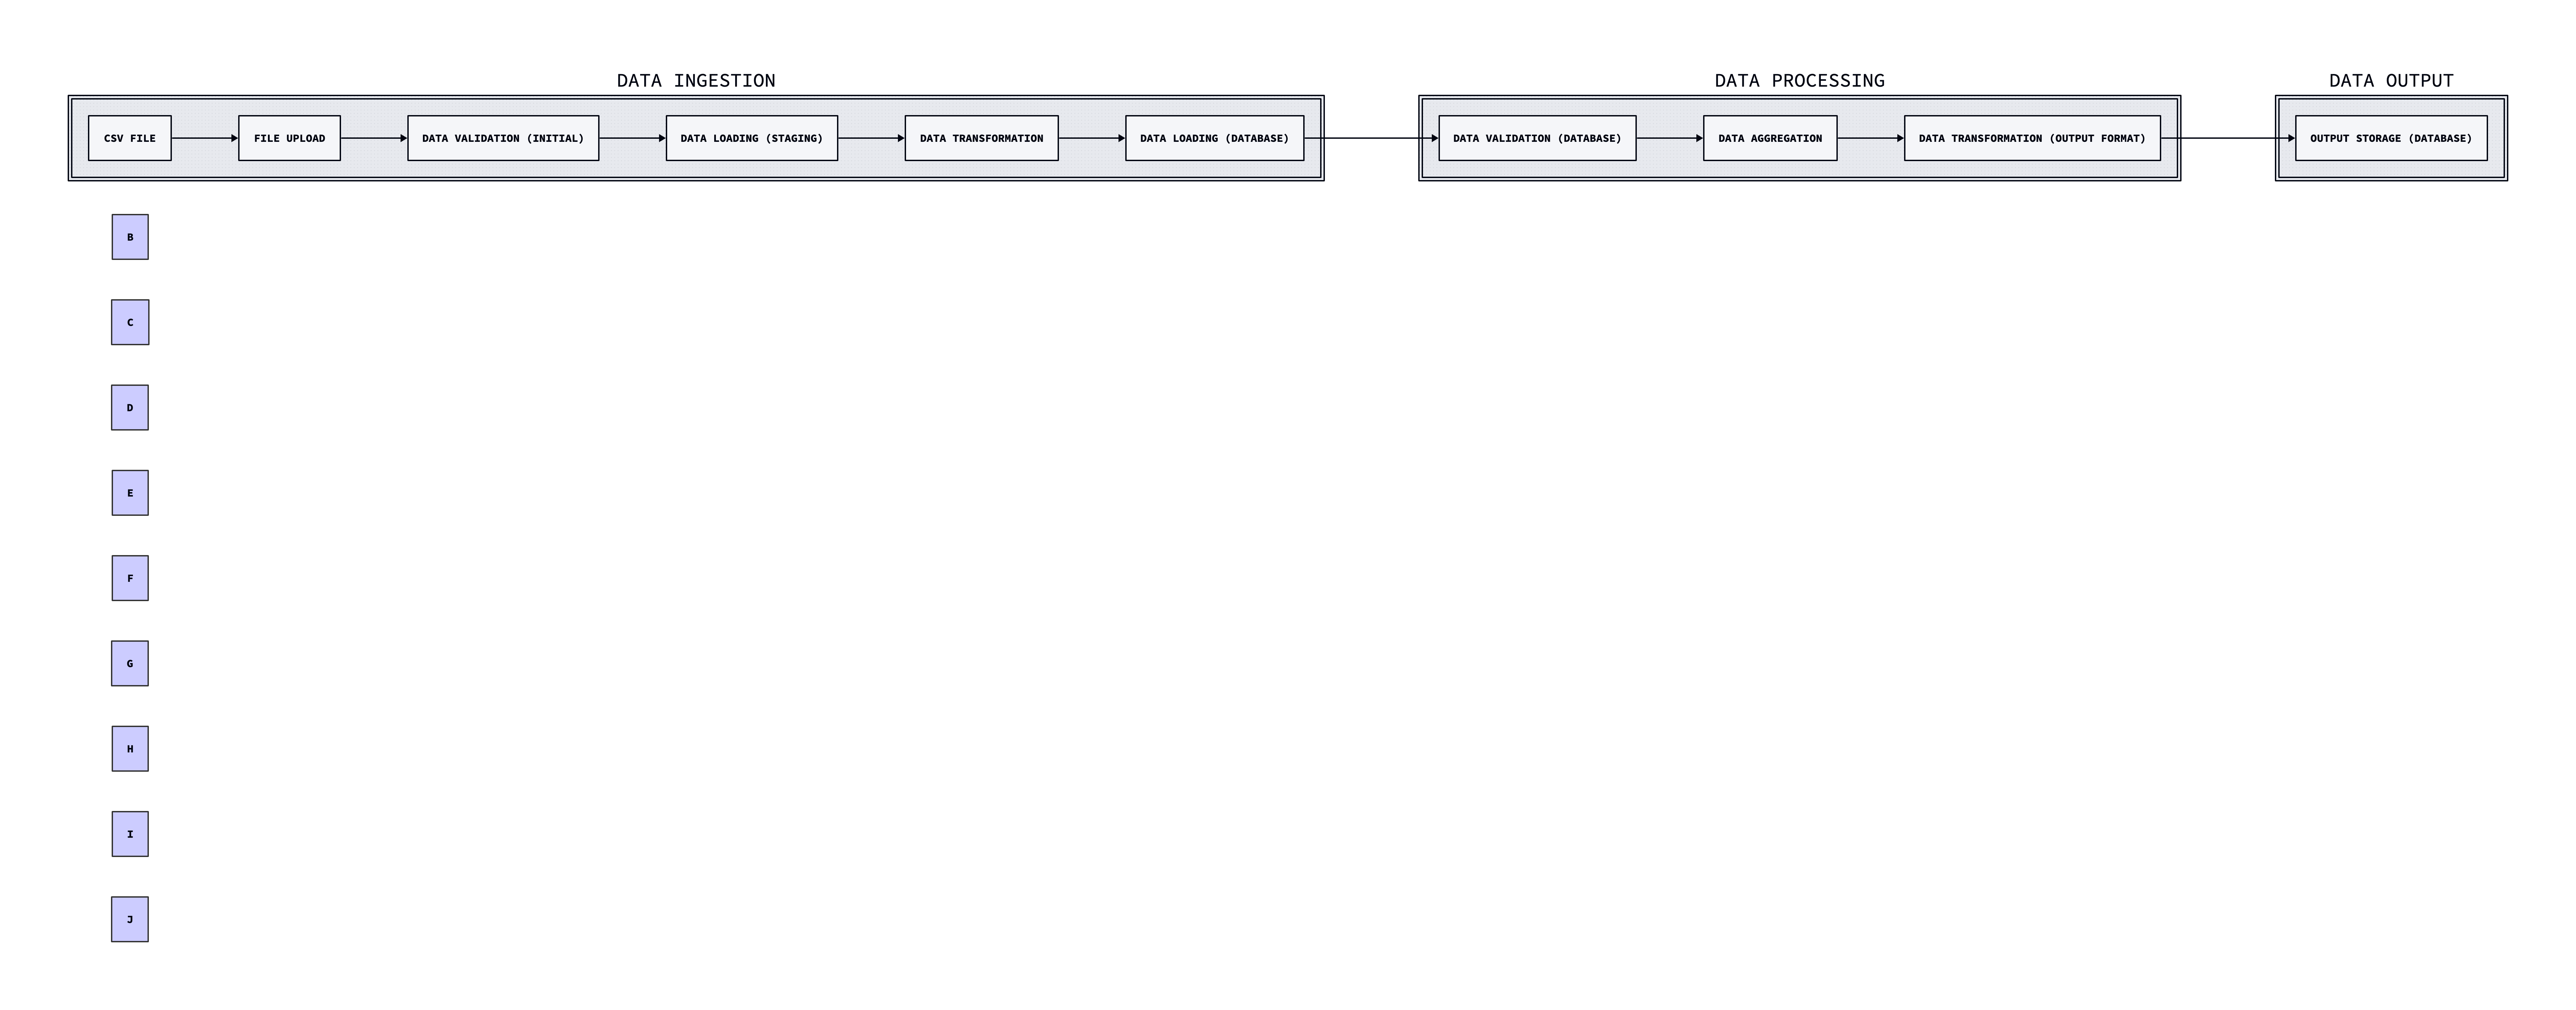 DATA INGESTION
DATA PROCESSING
DATA OUTPUT
CSV FILE
FILE UPLOAD
DATA VALIDATION (INITIAL)
DATA LOADING (STAGING)
DATA TRANSFORMATION
DATA LOADING (DATABASE)
DATA VALIDATION (DATABASE)
DATA AGGREGATION
DATA TRANSFORMATION (OUTPUT FORMAT)
OUTPUT STORAGE (DATABASE)
B
C
D
E
F
G
H
I
J